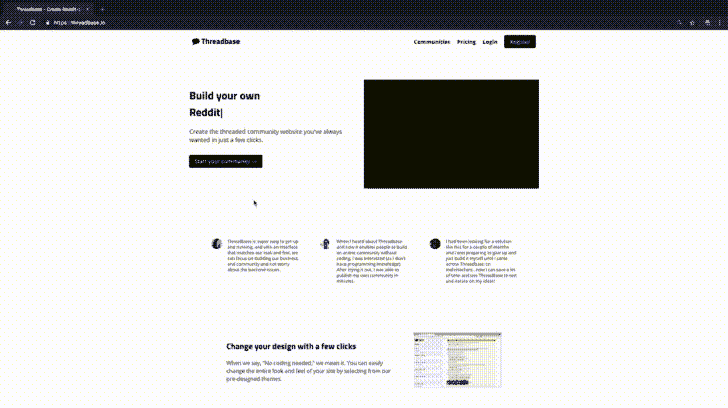 Threadbase - Create Reddit
https://threadbase.io
Threadbase
Communities Pricing Login Register
Build your own
Reddit
Create the threaded community website you've always
wanted in just a few clicks.
Start your community
Threadbase is super easy to get up
and running, and with an interface
that matches our look and feel, we
can focus on building our business
and community and not worry
about the technical issues.
When I heard about Threadbase
and how it enables people to build
an entire community without
coding, I was interested (as I don't
have programming knowledge).
After trying it out, I was able to
publish my own community in
minutes.
I had been looking for a solution
like this for a couple of months
and I was preparing to give up and
just build it myself until I came
across Threadbase on
Now I can save a lot
of time and use Threadbase to test
and iterate on my ideas!
Change your design with a few clicks
When we say, "No coding needed," we mean it. You can easily
change the entire look and feel of your site by selecting from our
pre-designed themes.